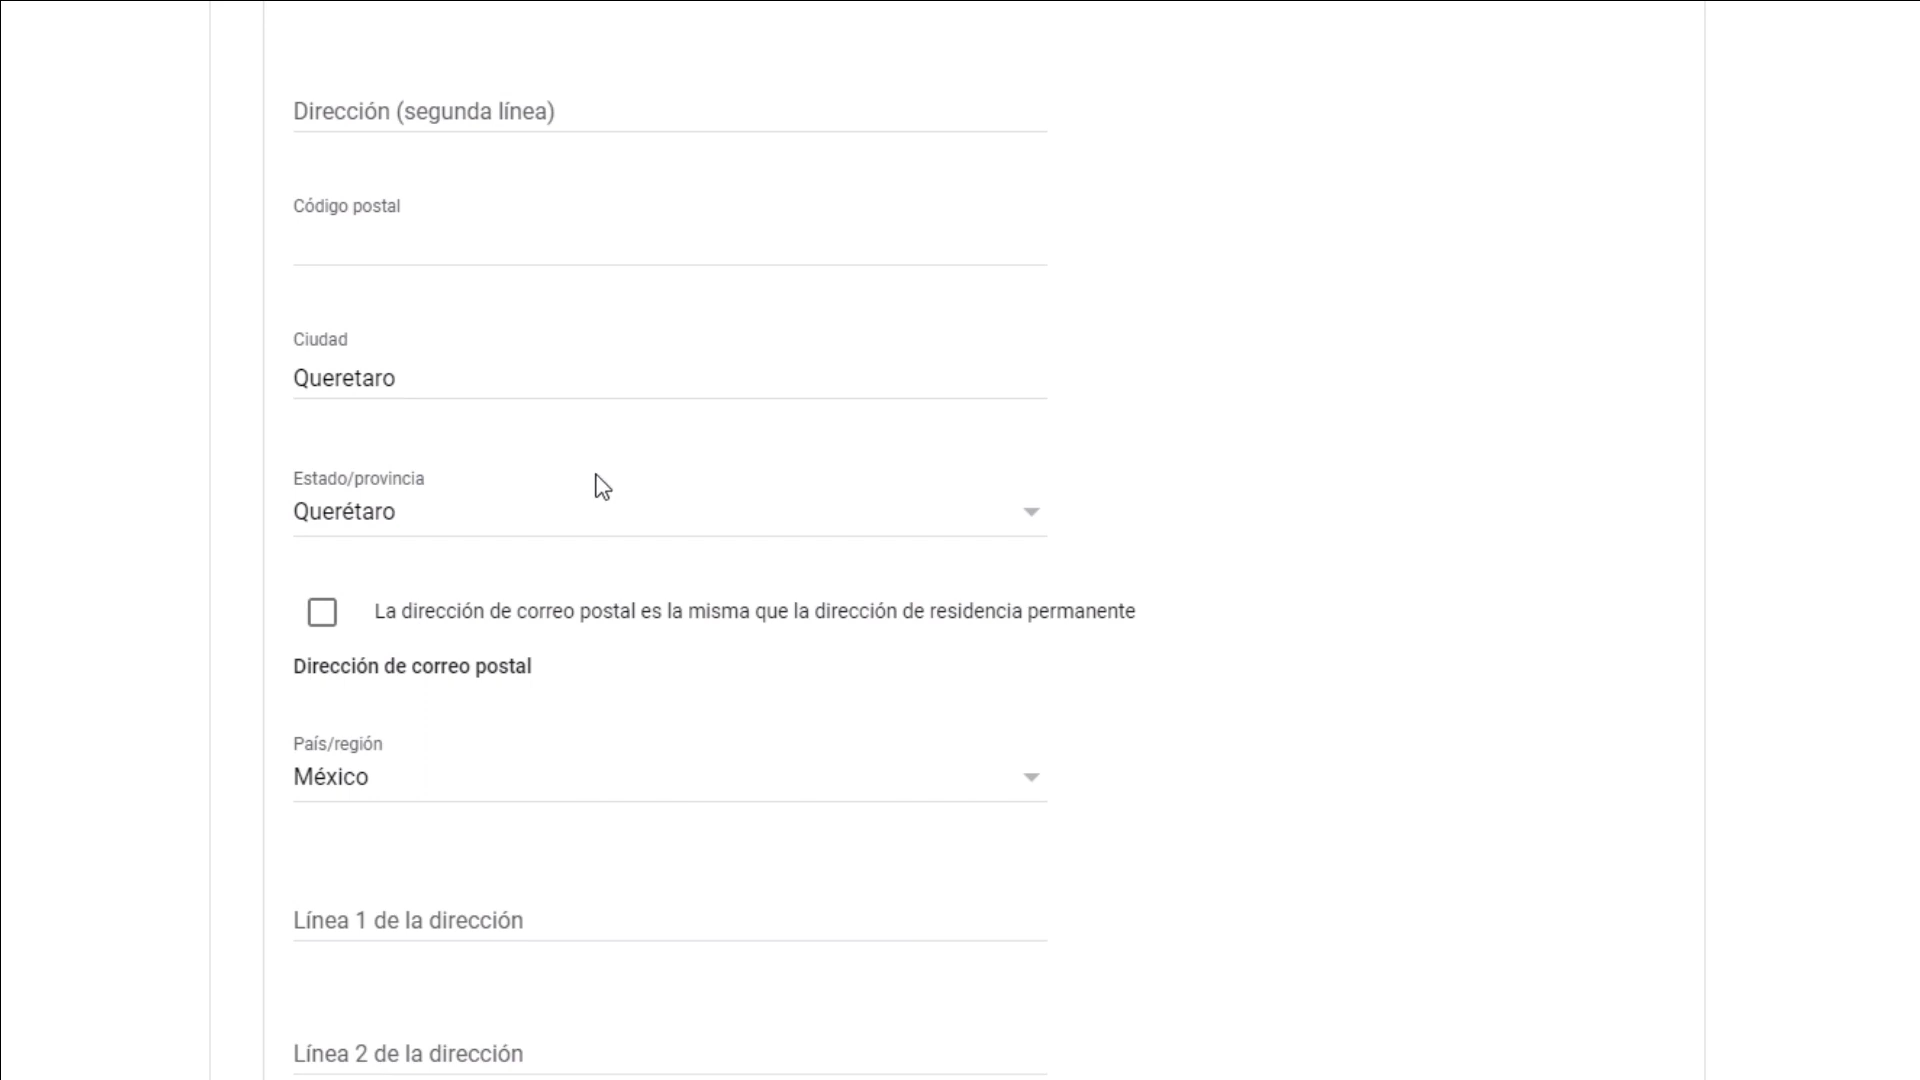 Dirección (segunda línea)
Código postal
Ciudad
Queretaro
Estado/provincia
Querétaro
La dirección de correo postal es la misma que la dirección de residencia permanente
Dirección de correo postal
País/región
México
Línea 1 de la dirección
Línea 2 de la dirección